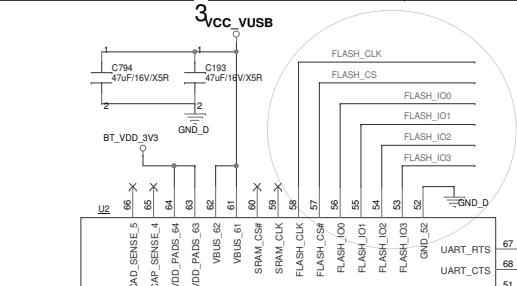 3
VCC_VUSB
1
1
FLASH_CLK
C794
47uF/16V/X5R
C193
47uF/16V/X5R
FLASH_CS
FLASH_IO0
2
2
FLASH_IO1
GND_D
BT_VDD_3V3
FLASH_IO2
FLASH_IO3
U2
66
65
64
63
62
61
60
59
58
57
56
55
54
53
52
GND_D
CAD_SENSE_5
CAP_SENSE_4
VDD_PADS_64
VDD_PADS_63
VBUS_62
VBUS_61
SRAM_CS#
SRAM_CLK
FLASH_CLK
FLASH_CS#
FLASH_IO0
FLASH_IO1
FLASH_IO2
FLASH_IO3
GND_52
UART_RTS
67
UART_CTS
68
51